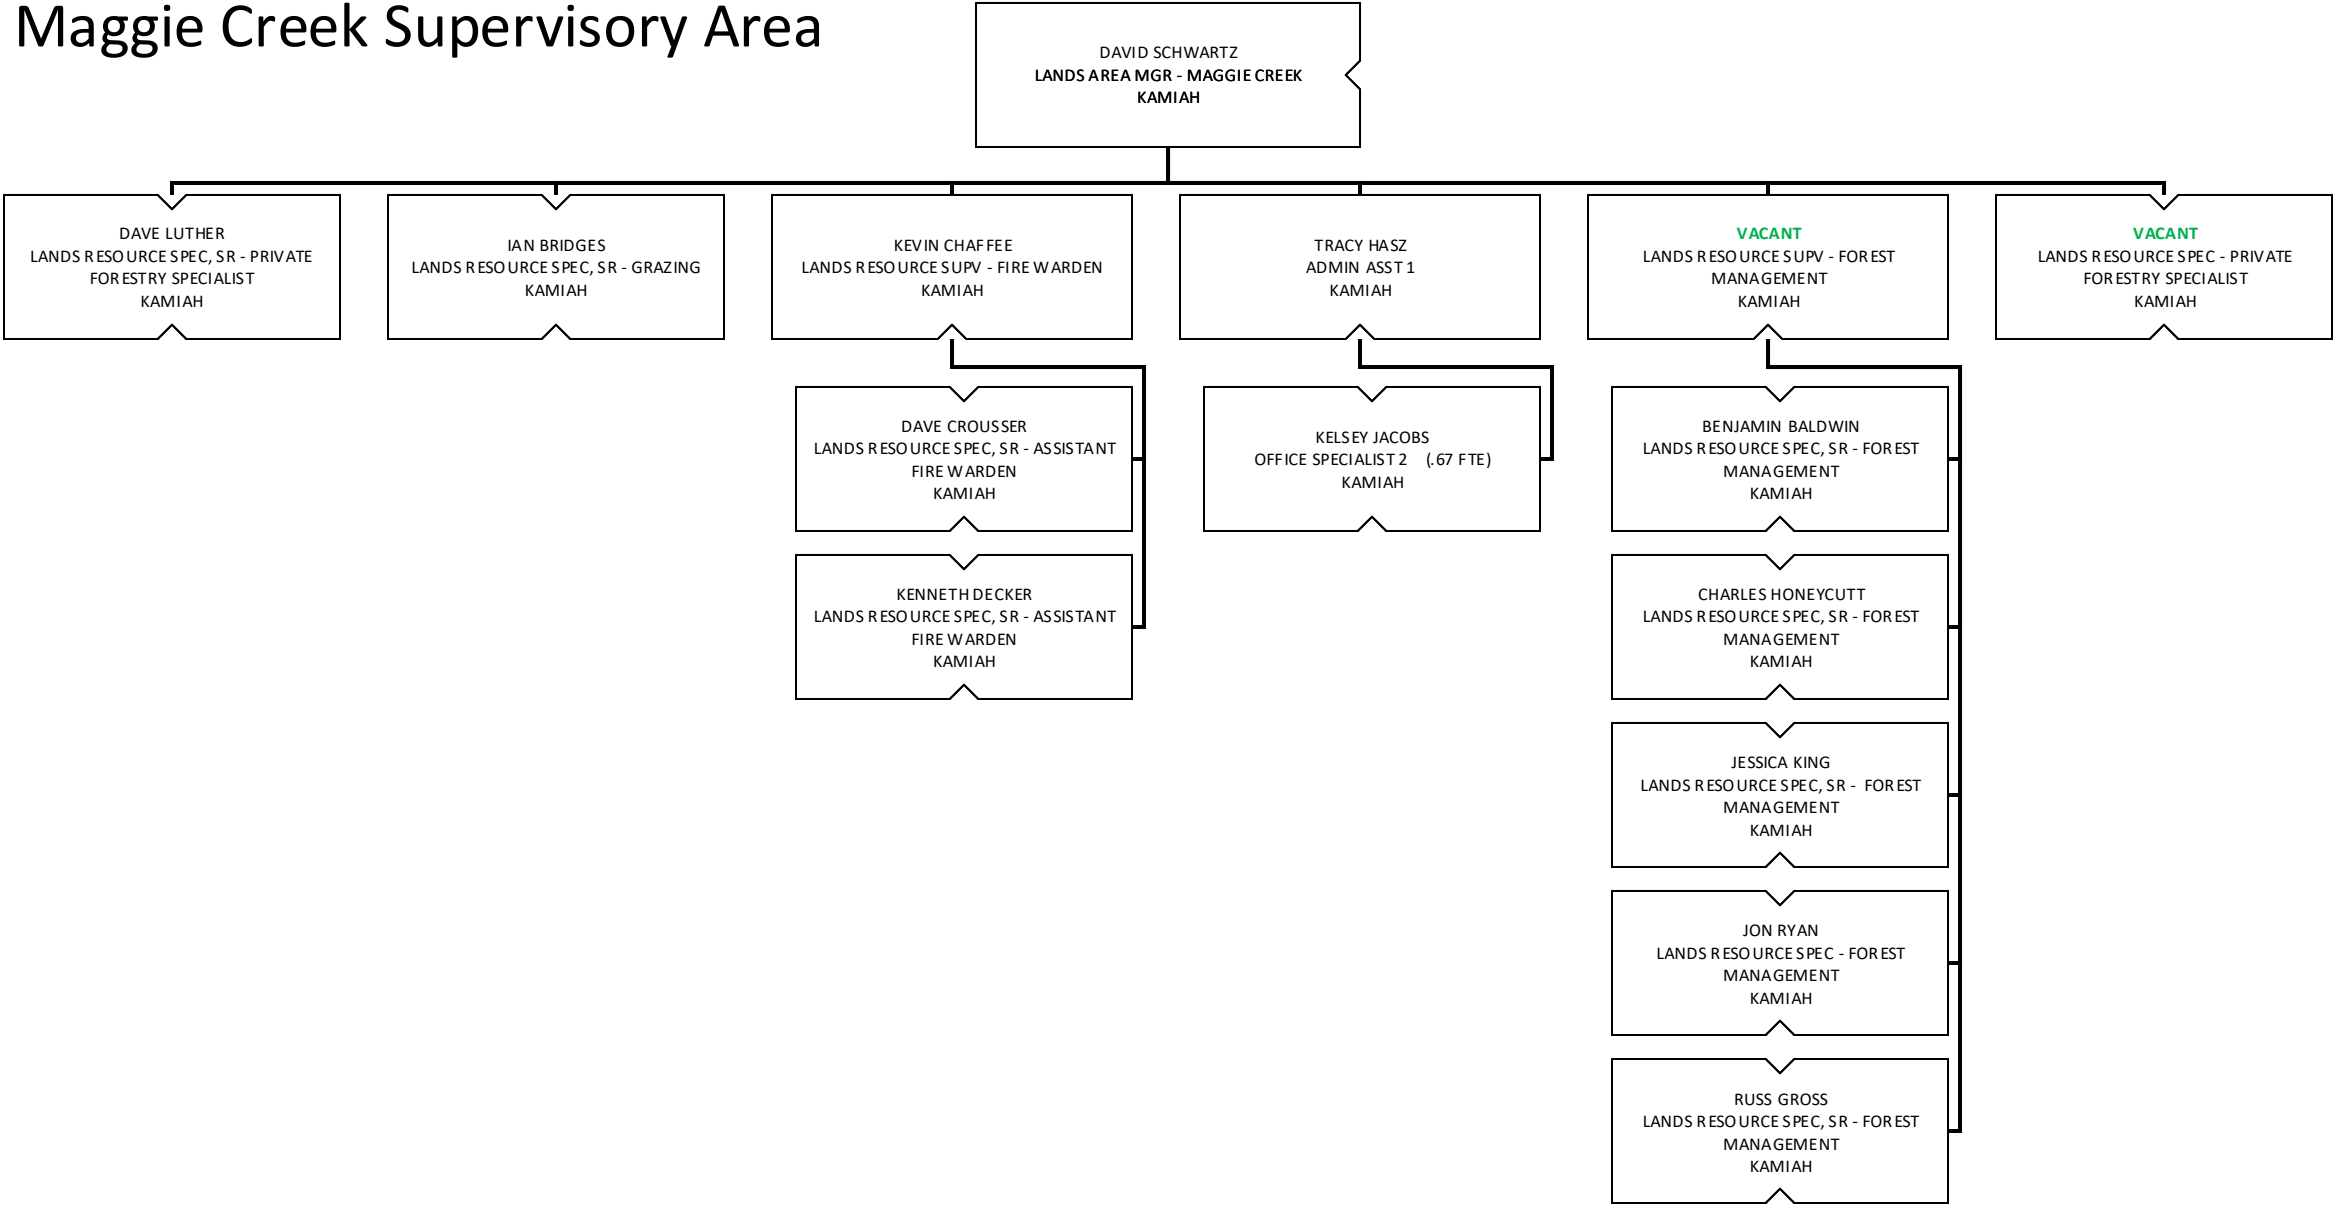 Maggie Creek Supervisory Area
DAVID SCHWARTZ
LANDS AREA MGR - MAGGIE CREEK
KAMIAH
DAVE LUTHER
LANDS RESOURCE SPEC, SR - PRIVATE
FORESTRY SPECIALIST
KAMIAH
IAN BRIDGES
LANDS RESOURCE SPEC, SR - GRAZING
KAMIAH
KEVIN CHAFFEE
LANDS RESOURCE SUPV - FIRE WARDEN
KAMIAH
TRACY HASZ
ADMIN ASST 1
KAMIAH
VACANT
LANDS RESOURCE SUPV - FOREST
MANAGEMENT
KAMIAH
VACANT
LANDS RESOURCE SPEC - PRIVATE
FORESTRY SPECIALIST
KAMIAH
DAVE CROUSSER
LANDS RESOURCE SPEC, SR - ASSISTANT
FIRE WARDEN
KAMIAH
KENNETH DECKER
LANDS RESOURCE SPEC, SR - ASSISTANT
FIRE WARDEN
KAMIAH
KELSEY JACOBS
OFFICE SPECIALIST 2 (.67 FTE)
KAMIAH
BENJAMIN BALDWIN
LANDS RESOURCE SPEC, SR - FOREST
MANAGEMENT
KAMIAH
CHARLES HONEYCUTT
LANDS RESOURCE SPEC, SR - FOREST
MANAGEMENT
KAMIAH
JESSICA KING
LANDS RESOURCE SPEC, SR - FOREST
MANAGEMENT
KAMIAH
JON RYAN
LANDS RESOURCE SPEC - FOREST
MANAGEMENT
KAMIAH
RUSS GROSS
LANDS RESOURCE SPEC, SR - FOREST
MANAGEMENT
KAMIAH